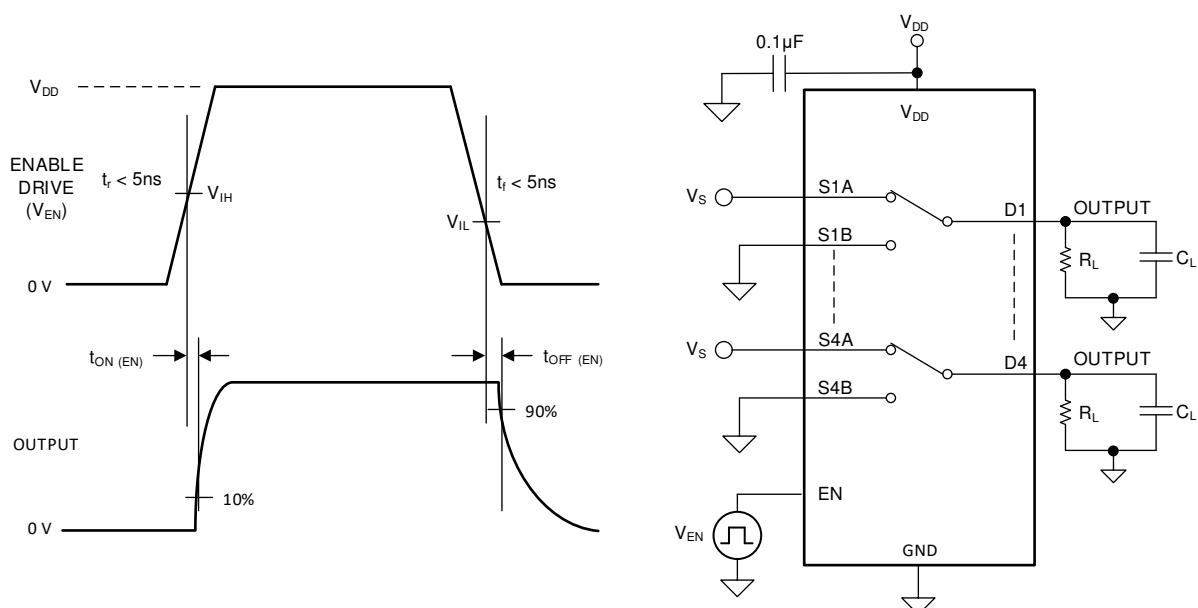 V_DD
ENABLE
DRIVE
(V_EN)
t_r < 5ns
V_IH
t_f < 5ns
V_IL
0 V
t_ON (EN)
t_OFF (EN)
90%
OUTPUT
10%
0 V
V_DD
0.1µF
V_DD
V_S
S1A
D1
OUTPUT
S1B
R_L
C_L
V_S
S4A
D4
OUTPUT
S4B
R_L
C_L
EN
V_EN
GND